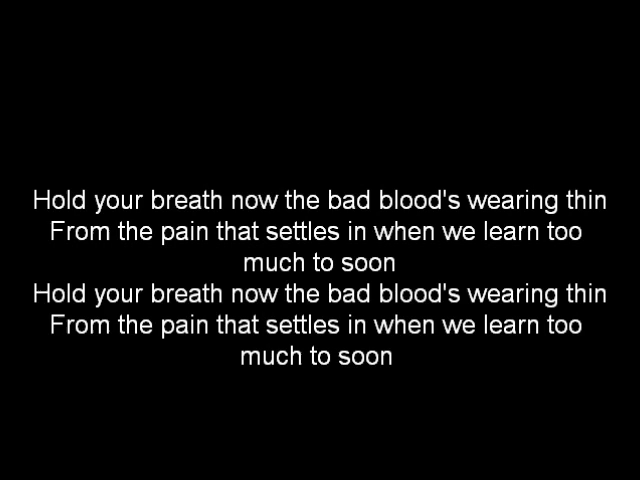 Hold your breath now the bad blood's wearing thin
From the pain that settles in when we learn too
much to soon
Hold your breath now the bad blood's wearing thin
From the pain that settles in when we learn too
much to soon